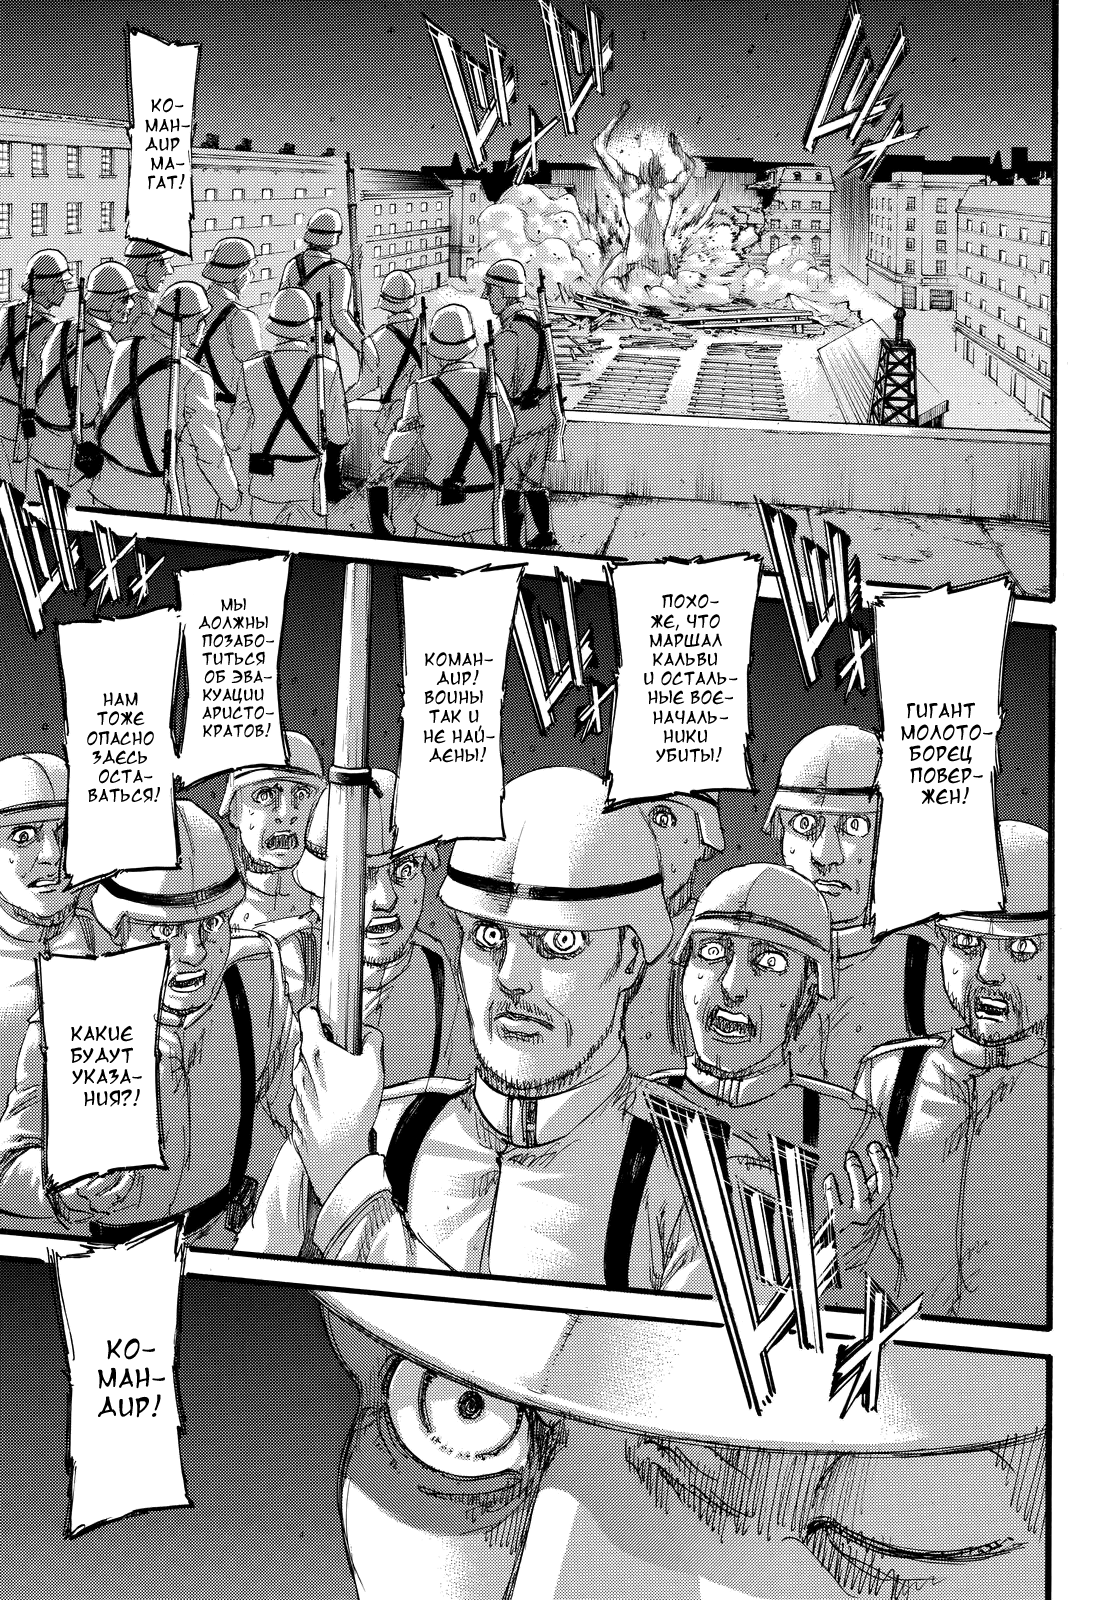 КО-
МАН-
ДИР
МА-
ГАТ!
ГИГАНТ
МОЛОТО-
БОРЕЦ
ПОВЕР-
ЖЕН!
ПОХО-
ЖЕ, ЧТО
МАРШАЛ
КАЛЬВИ
И ОСТАЛЬ-
НЫЕ ВОЕ-
НАЧАЛЬ-
НИКИ
УБИТЫ!
КОМАН-
ДИР!
ВОИНЫ
ТАК И
НЕ НАЙ-
ДЕНЫ!
МЫ
ДОЛЖНЫ
ПОЗАБО-
ТИТЬСЯ
ОБ ЭВА-
КУАЦИИ
АРИСТО-
КРАТОВ!
НАМ
ТОЖЕ
ОПАСНО
ЗДЕСЬ
ОСТА-
ВАТЬСЯ!
КАКИЕ
БУДУТ
УКАЗА-
НИЯ?!
КО-
МАН-
ДИР!